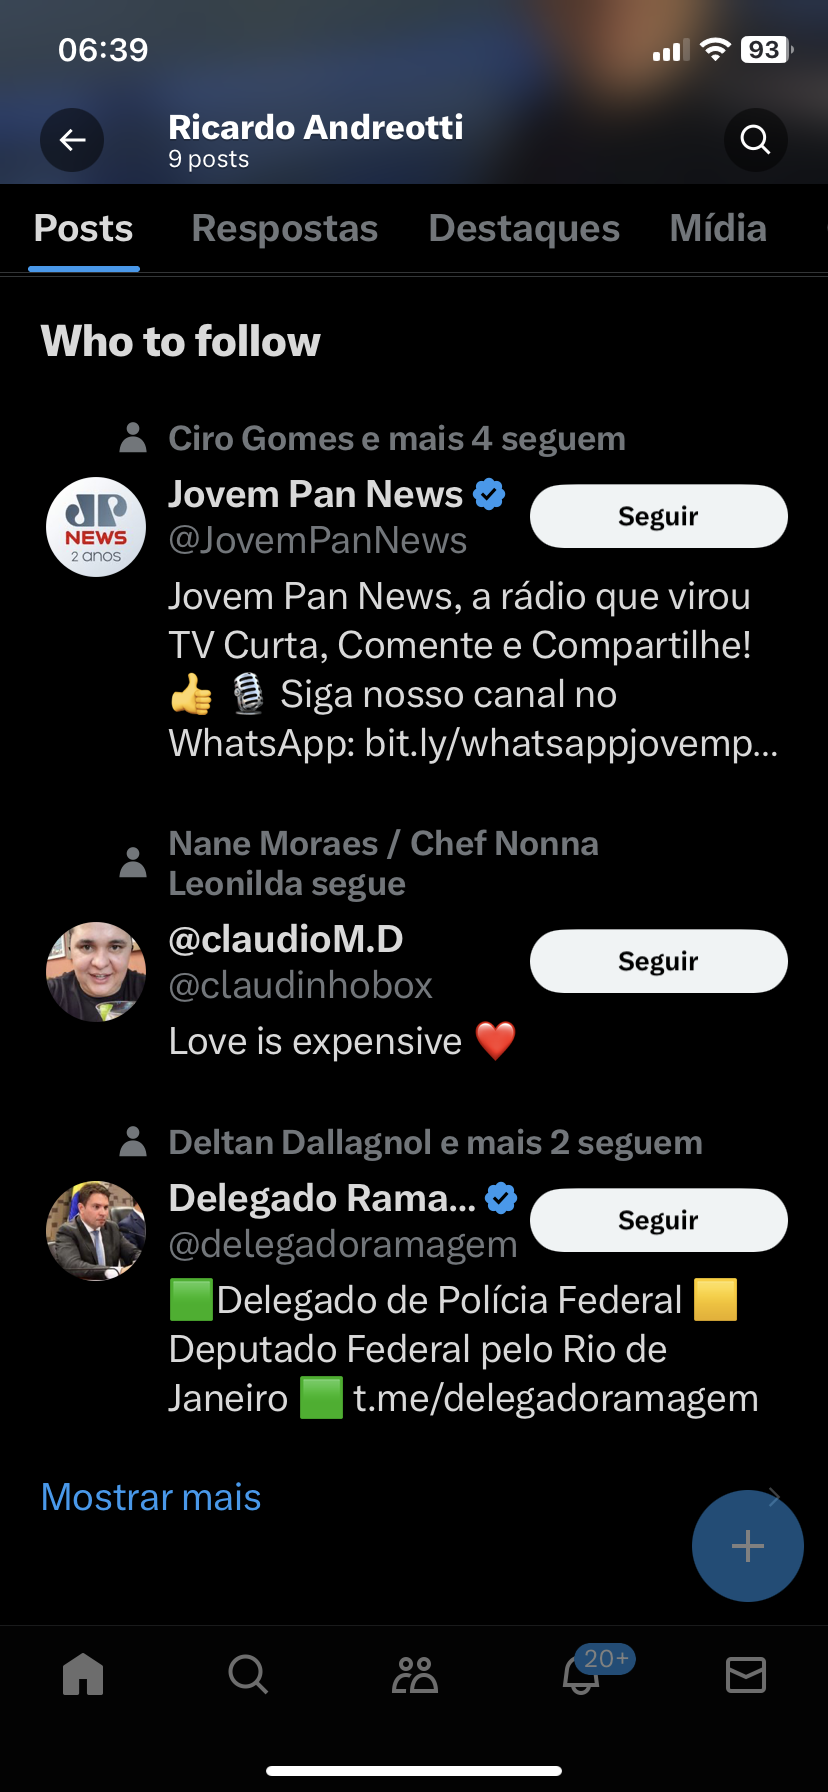 06:39
93
Ricardo Andreotti
9 posts
Posts Respostas Destaques Mídia
Who to follow
Ciro Gomes e mais 4 seguem
JP
NEWS
2 anos
Jovem Pan News
Seguir
@JovemPanNews
Jovem Pan News, a rádio que virou
TV Curta, Comente e Compartilhe!
👍 🎙️ Siga nosso canal no
WhatsApp: bit.ly/whatsappjovemp...
Nane Moraes / Chef Nonna
Leonilda segue
@claudioM.D
Seguir
@claudinhobox
Love is expensive ❤️
Deltan Dallagnol e mais 2 seguem
Delegado Rama...
Seguir
@delegadoramagem
🟩Delegado de Polícia Federal 🟨
Deputado Federal pelo Rio de
Janeiro 🟩 t.me/delegadoramagem
Mostrar mais
20+